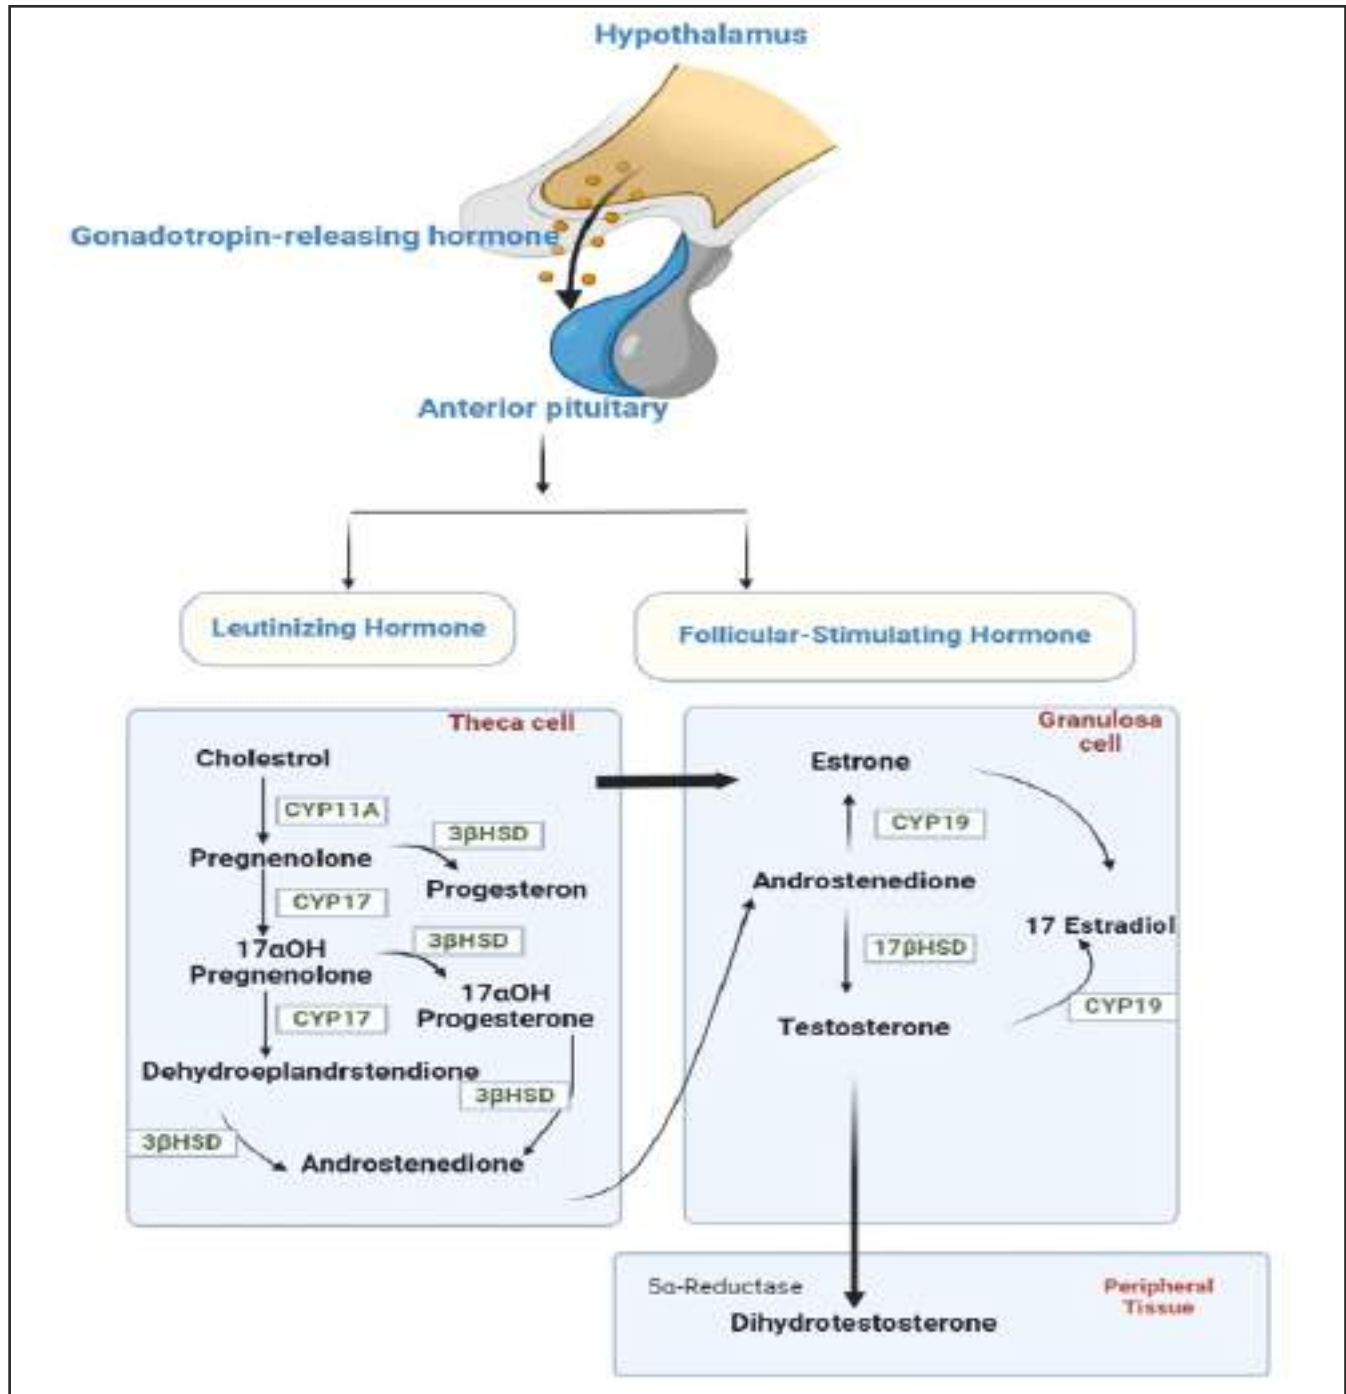 Hypothalamus
Gonadotropin-releasing hormone
Anterior pituitary
Leutinizing Hormone
Follicular-Stimulating Hormone
Theca cell
Cholestrol
CYP11A
3βHSD
Pregnenolone
Progesteron
CYP17
3βHSD
17αOH
Pregnenolone
17αOH
Progesterone
CYP17
Dehydroeplandrstendione
3βHSD
3βHSD
Androstenedione
Granulosa
cell
Estrone
CYP19
Androstenedione
17 Estradiol
17βHSD
CYP19
Testosterone
5α-Reductase
Peripheral
Tissue
Dihydrotestosterone